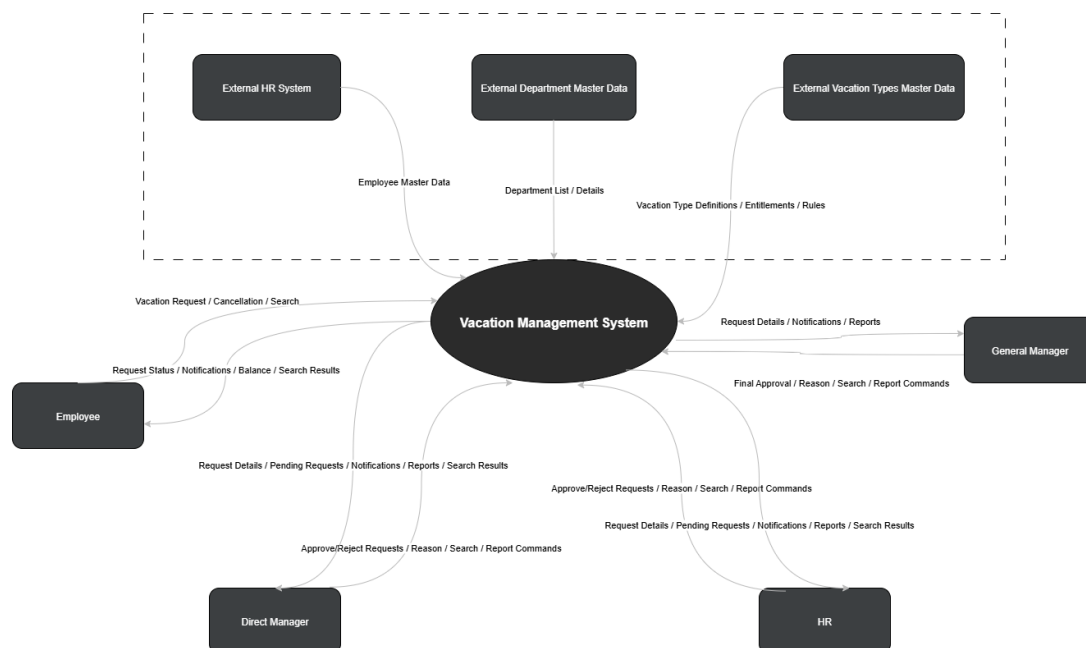 External HR System
External Department Master Data
External Vacation Types Master Data
Employee Master Data
Department List / Details
Vacation Type Definitions / Entitlements / Rules
Vacation Request / Cancellation / Search
Vacation Management System
Request Details / Notifications / Reports
General Manager
Request Status / Notifications / Balance / Search Results
Final Approval / Reason / Search / Report Commands
Employee
Request Details / Pending Requests / Notifications / Reports / Search Results
Approve/Reject Requests / Reason / Search / Report Commands
Request Details / Pending Requests / Notifications / Reports / Search Results
Approve/Reject Requests / Reason / Search / Report Commands
Direct Manager
HR